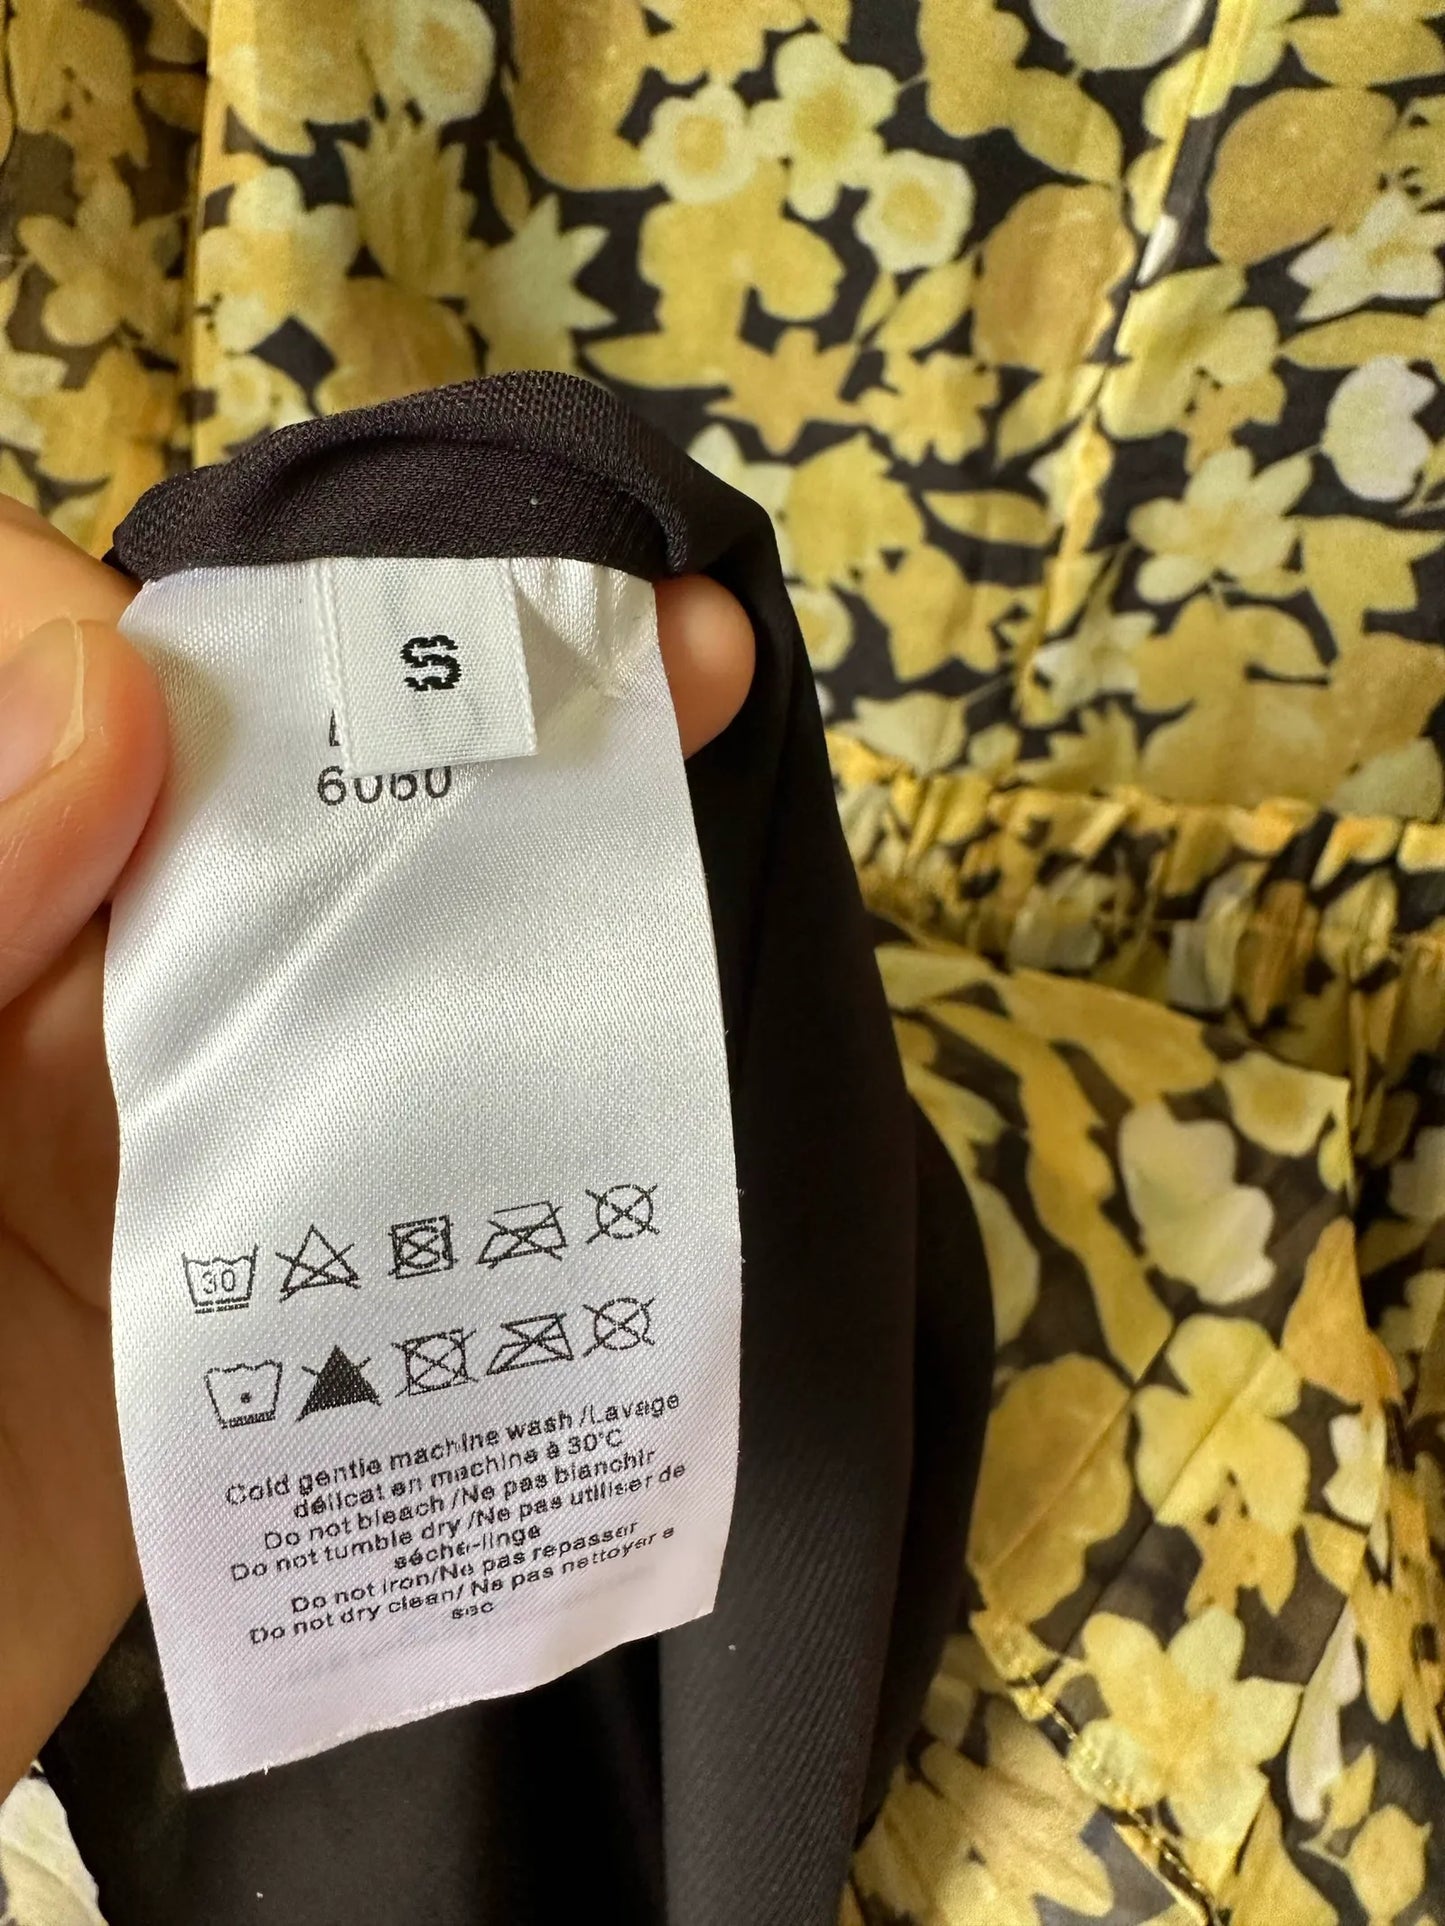 S
6060
30
Cold gentle machine wash /Lavage
délicat en machine à 30°C
Do not bleach /Ne pas blanchir
Do not tumble dry /Ne pas utiliser de
sèche-linge
Do not iron/Ne pas repasser
Do not dry clean/ Ne pas nettoyer a
sec